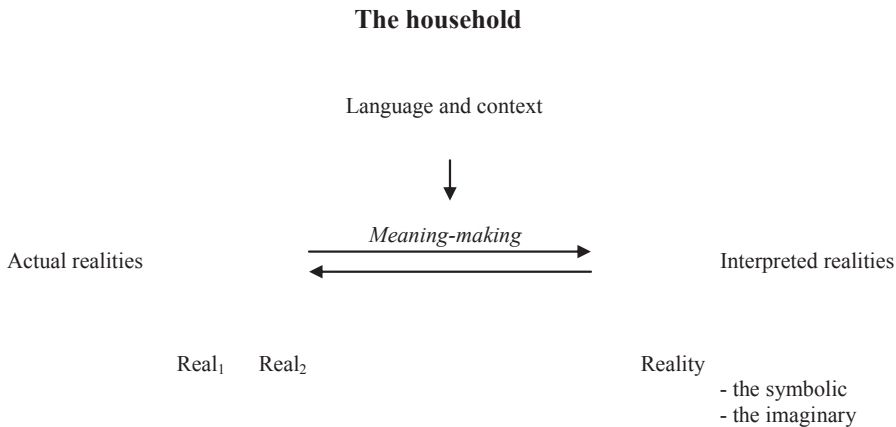 The household
Language and context
Meaning-making
Actual realities
Interpreted realities
Real₁ Real₂
Reality
- the symbolic
- the imaginary